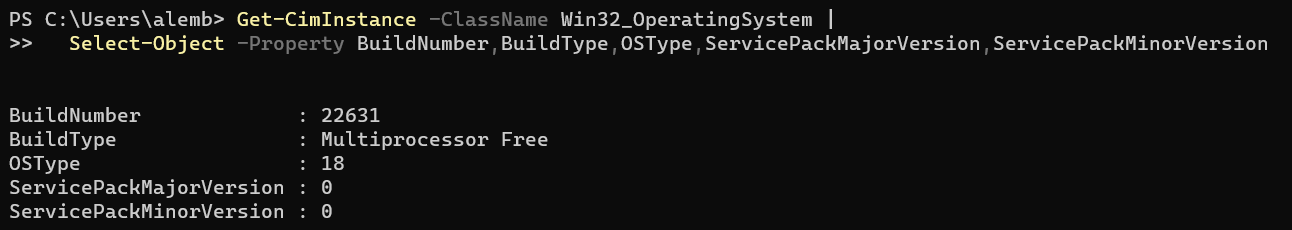 PS C:\Users\alemb> Get-CimInstance -ClassName Win32_OperatingSystem |
>>   Select-Object -Property BuildNumber,BuildType,OSType,ServicePackMajorVersion,ServicePackMinorVersion
BuildNumber             : 22631
BuildType               : Multiprocessor Free
OSType                  : 18
ServicePackMajorVersion : 0
ServicePackMinorVersion : 0